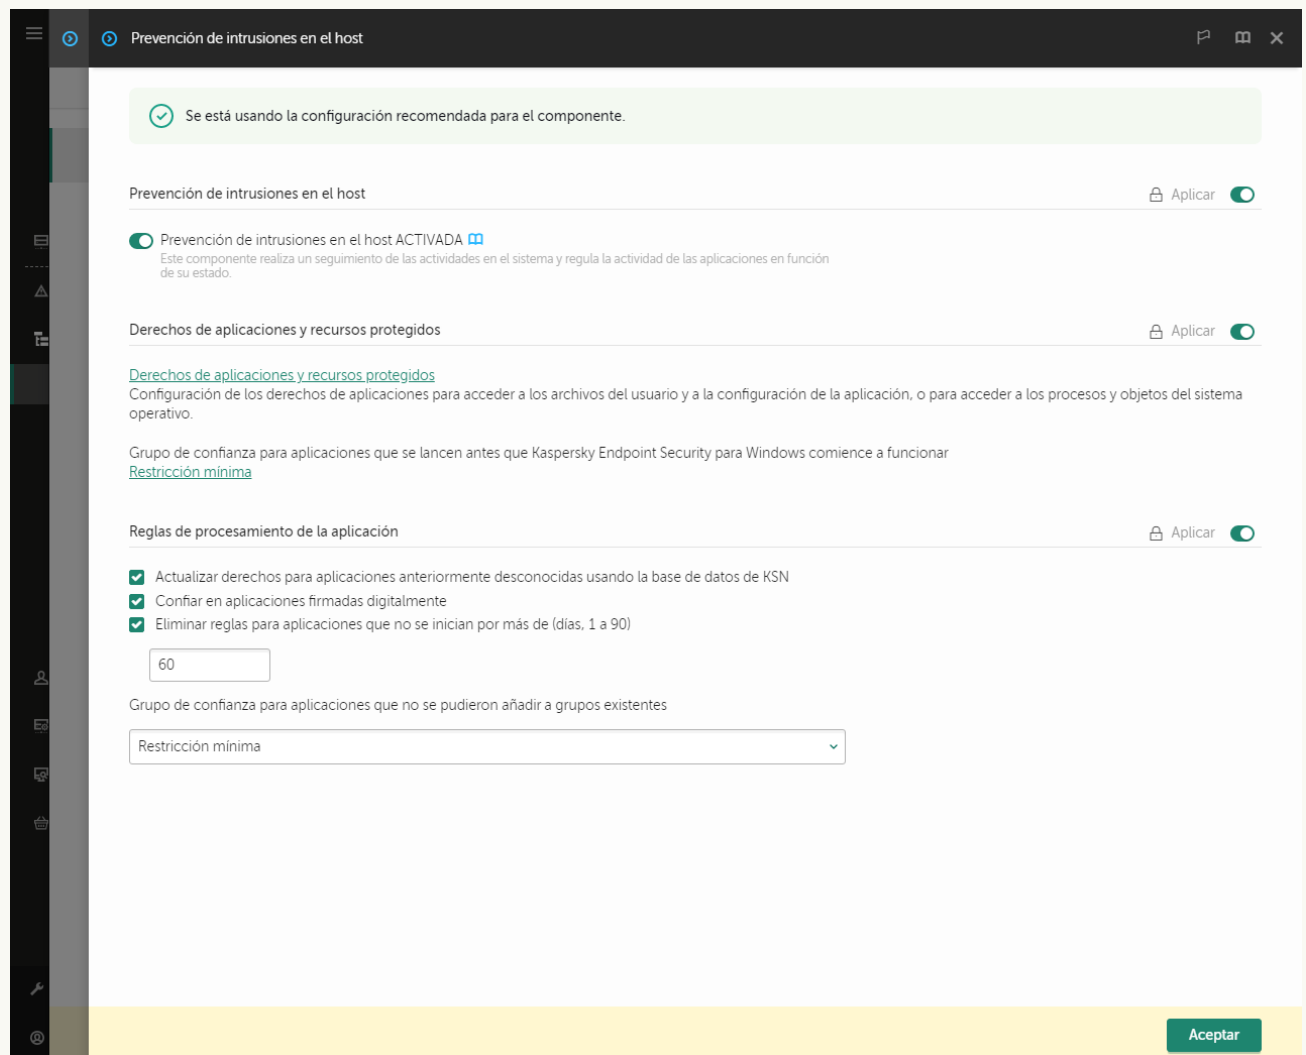 Prevención de intrusiones en el host
Se está usando la configuración recomendada para el componente.
Prevención de intrusiones en el host
Aplicar
Prevención de intrusiones en el host ACTIVADA
Este componente realiza un seguimiento de las actividades en el sistema y regula la actividad de las aplicaciones en función
de su estado.
Derechos de aplicaciones y recursos protegidos
Aplicar
Derechos de aplicaciones y recursos protegidos
Configuración de los derechos de aplicaciones para acceder a los archivos del usuario y a la configuración de la aplicación, o para acceder a los procesos y objetos del sistema
operativo.
Grupo de confianza para aplicaciones que se lancen antes que Kaspersky Endpoint Security para Windows comience a funcionar
Restricción mínima
Reglas de procesamiento de la aplicación
Aplicar
Actualizar derechos para aplicaciones anteriormente desconocidas usando la base de datos de KSN
Confiar en aplicaciones firmadas digitalmente
Eliminar reglas para aplicaciones que no se inician por más de (días, 1 a 90)
60
Grupo de confianza para aplicaciones que no se pudieron añadir a grupos existentes
Restricción mínima
Aceptar